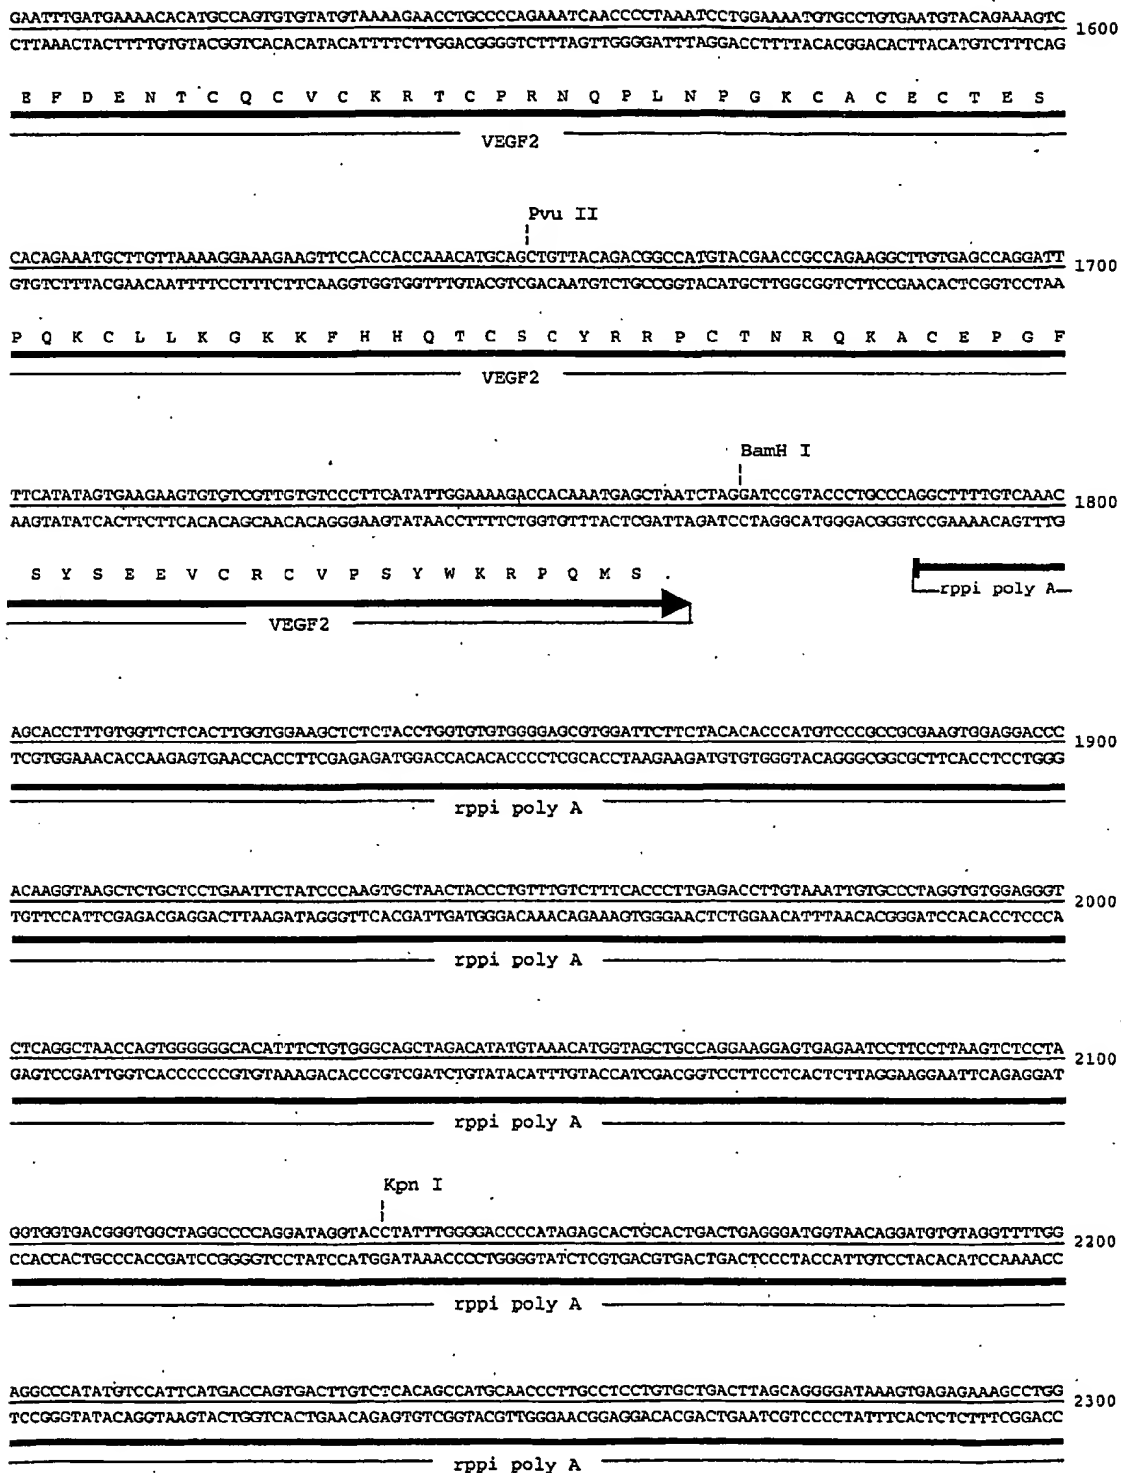 GAATTTGATGAAAACACATGCCAGTGTGTATGTAAAAGAACCTGCCCCAGAAATCAACCCCTAAATCCTGGAAAATGTGCCTGTGAATGTACAGAAAGTC 1600
CTTAAACTACTTTTGTGTACGGTCACACATACATTTTCTTGGACGGGGTCTTTAGTTGGGGATTTAGGACCTTTTACACGGACACTTACATGTCTTTCAG
E F D E N T C Q C V C K R T C P R N Q P L N P G K C A C E C T E S
VEGF2
Pvu II
CACAGAAATGCTTGTTAAAAGGAAAGAAGTTCCACCACCAAACATGCAGCTGTTACAGACGGCCATGTACGAACCGCCAGAAGGCTTGTGAGCCAGGATT 1700
GTGTCTTTACGAACAATTTTCCTTTCTTCAAGGTGGTGGTTTGTACGTCGACAATGTCTGCCGGTACATGCTTGGCGGTCTTCCGAACACTCGGTCCTAA
P Q K C L L K G K K F H H Q T C S C Y R R P C T N R Q K A C E P G F
VEGF2
BamH I
TTCATATAGTGAAGAAGTGTGTCGTTGTGTCCCTTCATATTGGAAAAGACCACAAATGAGCTAATCTAGGATCCGTACCCTGCCCAGGCTTTTGTCAAAC 1800
AAGTATATCACTTCTTCACACAGCAACACAGGGAAGTATAACCTTTTCTGGTGTTTACTCGATTAGATCCTAGGCATGGGACGGGTCCGAAAACAGTTTG
S Y S E E V C R C V P S Y W K R P Q M S .
rppi poly A
VEGF2
AGCACCTTTGTGGTTCTCACTTGGTGGAAGCTCTCTACCTGGTGTGTGGGGAGCGTGGATTCTTCTACACACCCATGTCCCGCCGCGAAGTGGAGGACCC 1900
TCGTGGAAACACCAAGAGTGAACCACCTTCGAGAGATGGACCACACACCCCTCGCACCTAAGAAGATGTGTGGGTACAGGGCGGCGCTTCACCTCCTGGG
rppi poly A
ACAAGGTAAGCTCTGCTCCTGAATTCTATCCCAAGTGCTAACTACCCTGTTTGTCTTTCACCCTTGAGACCTTGTAAATTGTGCCCTAGGTGTGGAGGGT 2000
TGTTCCATTCGAGACGAGGACTTAAGATAGGGTTCACGATTGATGGGACAAACAGAAAGTGGGAACTCTGGAACATTTAACACGGGATCCACACCTCCCA
rppi poly A
CTCAGGCTAACCAGTGGGGGGCACATTTCTGTGGGCAGCTAGACATATGTAAACATGGTAGCTGCCAGGAAGGAGTGAGAATCCTTCCTTAAGTCTCCTA 2100
GAGTCCGATTGGTCACCCCCCGTGTAAAGACACCCGTCGATCTGTATACATTTGTACCATCGACGGTCCTTCCTCACTCTTAGGAAGGAATTCAGAGGAT
rppi poly A
Kpn I
GGTGGTGACGGGTGGCTAGGCCCCAGGATAGGTACCTATTTGGGGACCCCATAGAGCACTGCACTGACTGAGGGATGGTAACAGGATGTGTAGGTTTTGG 2200
CCACCACTGCCCACCGATCCGGGGTCCTATCCATGGATAAACCCCTGGGGTATCTCGTGACGTGACTGACTCCCTACCATTGTCCTACACATCCAAAACC
rppi poly A
AGGCCCATATGTCCATTCATGACCAGTGACTTGTCTCACAGCCATGCAACCCTTGCCTCCTGTGCTGACTTAGCAGGGGATAAAGTGAGAGAAAGCCTGG 2300
TCCGGGTATACAGGTAAGTACTGGTCACTGAACAGAGTGTCGGTACGTTGGGAACGGAGGACACGACTGAATCGTCCCCTATTTCACTCTCTTTCGGACC
rppi poly A